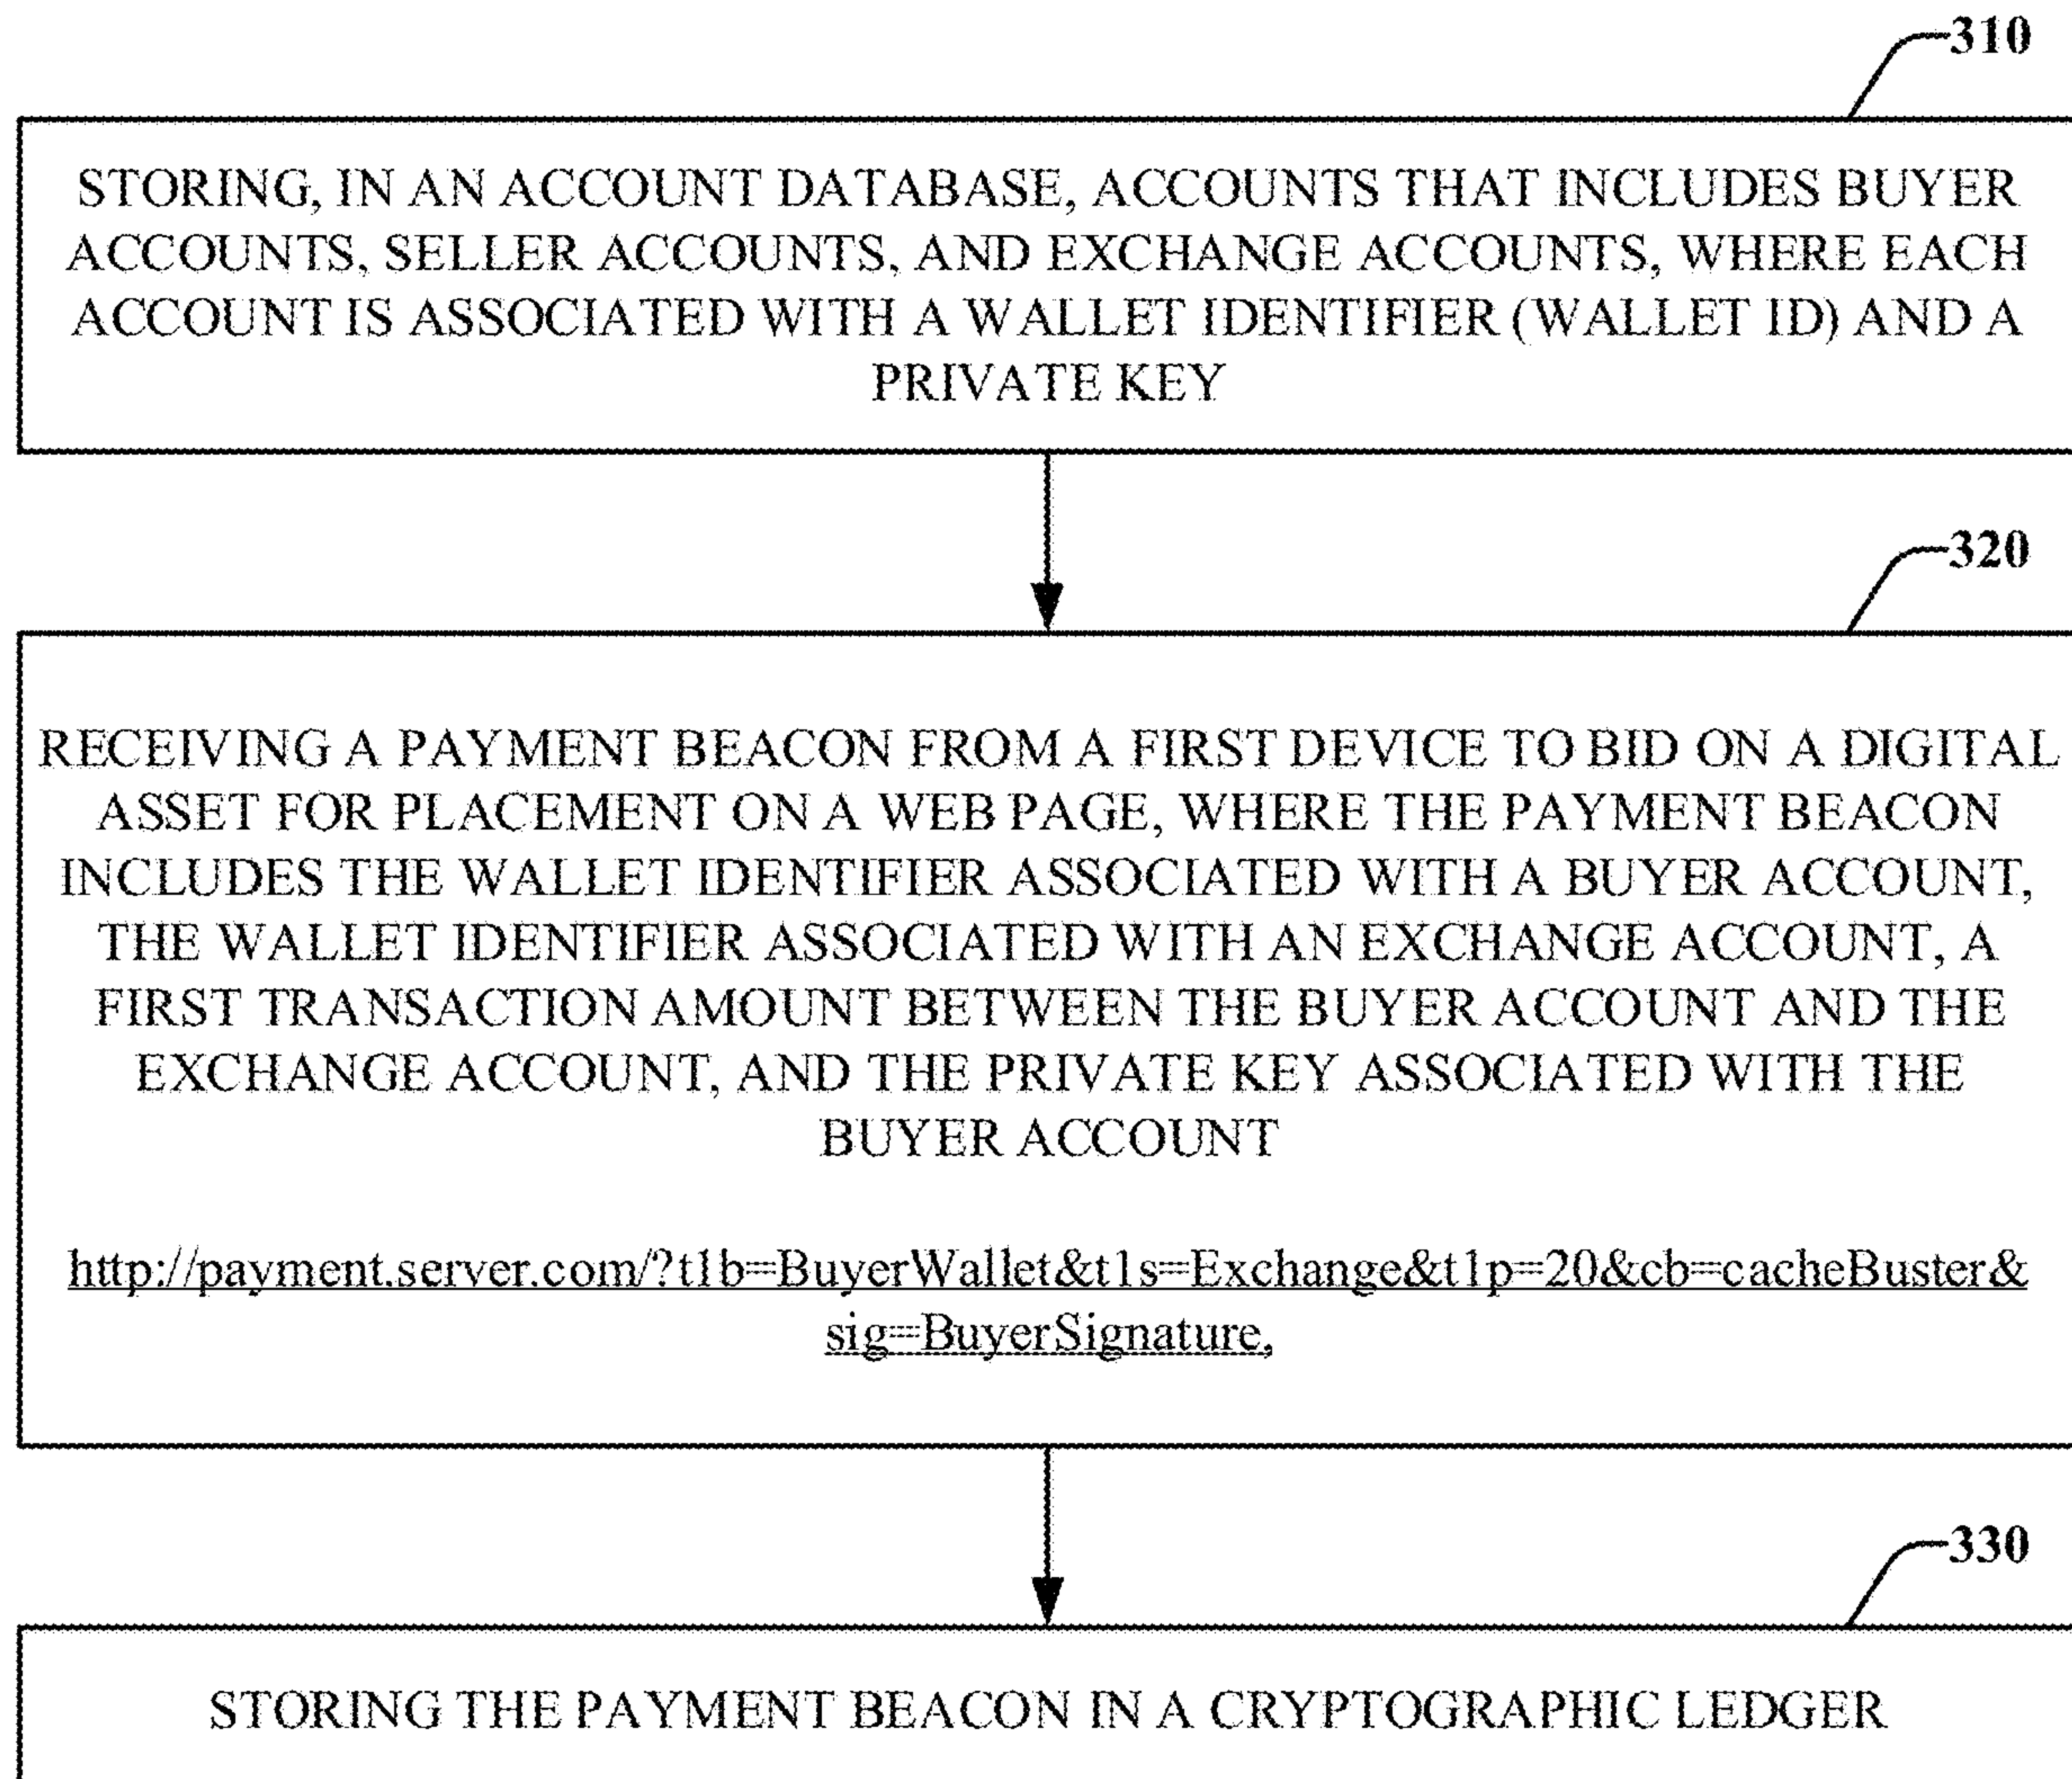 310
STORING, IN AN ACCOUNT DATABASE, ACCOUNTS THAT INCLUDES BUYER
ACCOUNTS, SELLER ACCOUNTS, AND EXCHANGE ACCOUNTS, WHERE EACH
ACCOUNT IS ASSOCIATED WITH A WALLET IDENTIFIER (WALLET ID) AND A
PRIVATE KEY
320
RECEIVING A PAYMENT BEACON FROM A FIRST DEVICE TO BID ON A DIGITAL
ASSET FOR PLACEMENT ON A WEB PAGE, WHERE THE PAYMENT BEACON
INCLUDES THE WALLET IDENTIFIER ASSOCIATED WITH A BUYER ACCOUNT,
THE WALLET IDENTIFIER ASSOCIATED WITH AN EXCHANGE ACCOUNT, A
FIRST TRANSACTION AMOUNT BETWEEN THE BUYER ACCOUNT AND THE
EXCHANGE ACCOUNT, AND THE PRIVATE KEY ASSOCIATED WITH THE
BUYER ACCOUNT
http://payment.server.com/?t1b=BuyerWallet&t1s=Exchange&t1p=20&cb=cacheBuster&
sig=BuyerSignature,
330
STORING THE PAYMENT BEACON IN A CRYPTOGRAPHIC LEDGER